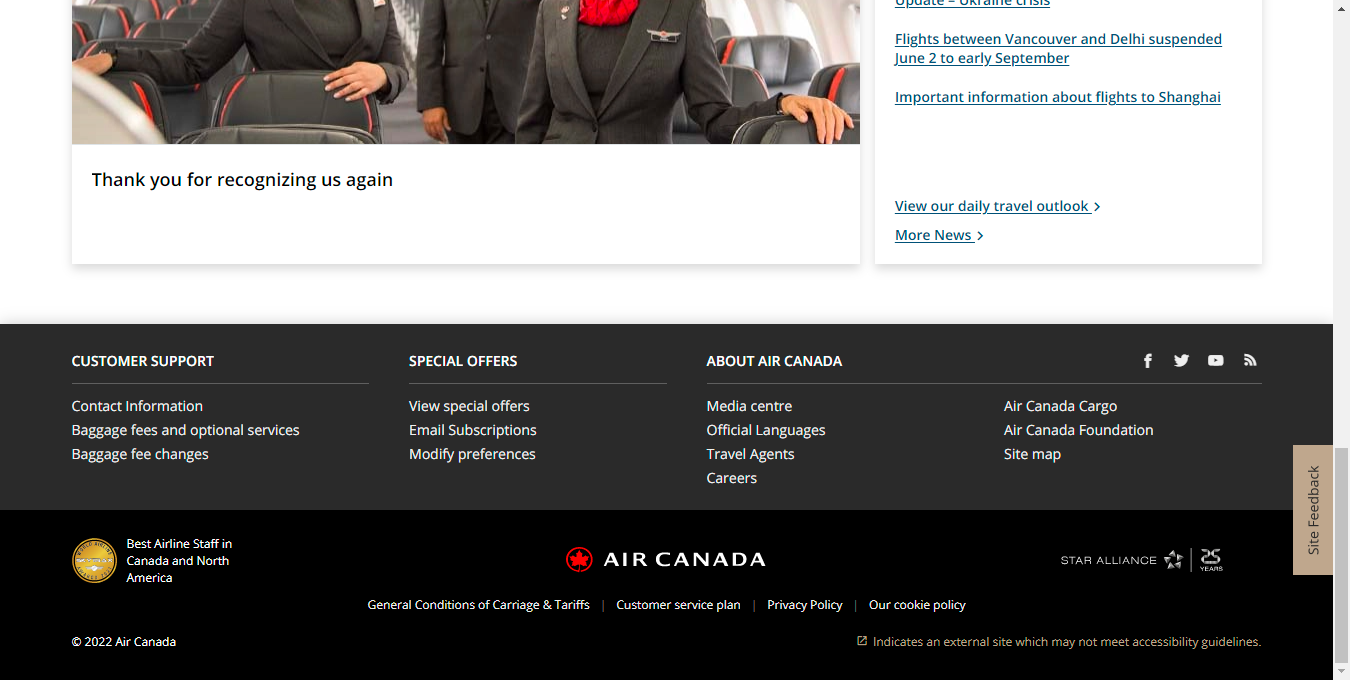 Update – Ukraine crisis
Flights between Vancouver and Delhi suspended
June 2 to early September
Important information about flights to Shanghai
Thank you for recognizing us again
View our daily travel outlook
More News
CUSTOMER SUPPORT
Contact Information
Baggage fees and optional services
Baggage fee changes
SPECIAL OFFERS
View special offers
Email Subscriptions
Modify preferences
ABOUT AIR CANADA
Media centre
Official Languages
Travel Agents
Careers
Air Canada Cargo
Air Canada Foundation
Site map
Site Feedback
Best Airline Staff in
Canada and North
America
AIR CANADA
STAR ALLIANCE
25
YEARS
General Conditions of Carriage & Tariffs | Customer service plan | Privacy Policy | Our cookie policy
© 2022 Air Canada
Indicates an external site which may not meet accessibility guidelines.